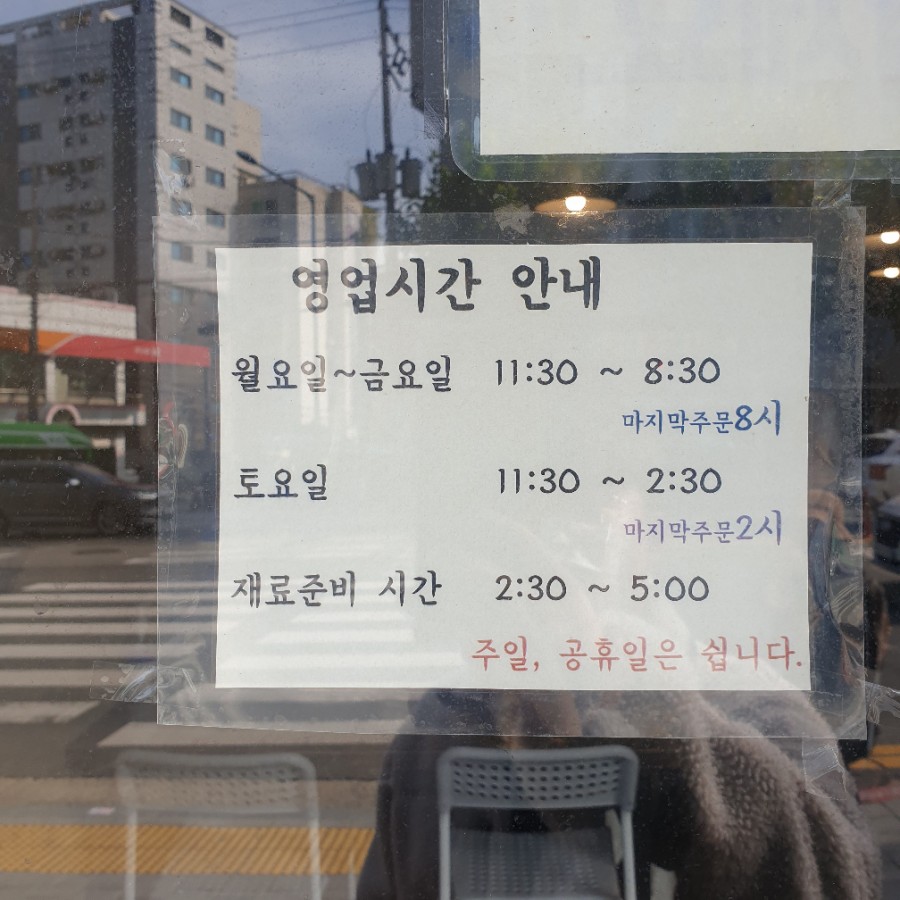 영업시간 안내
월요일~금요일 11:30 ~ 8:30
마지막주문8시
토요일 11:30 ~ 2:30
마지막주문2시
재료준비 시간 2:30 ~ 5:00
주일, 공휴일은 쉽니다.